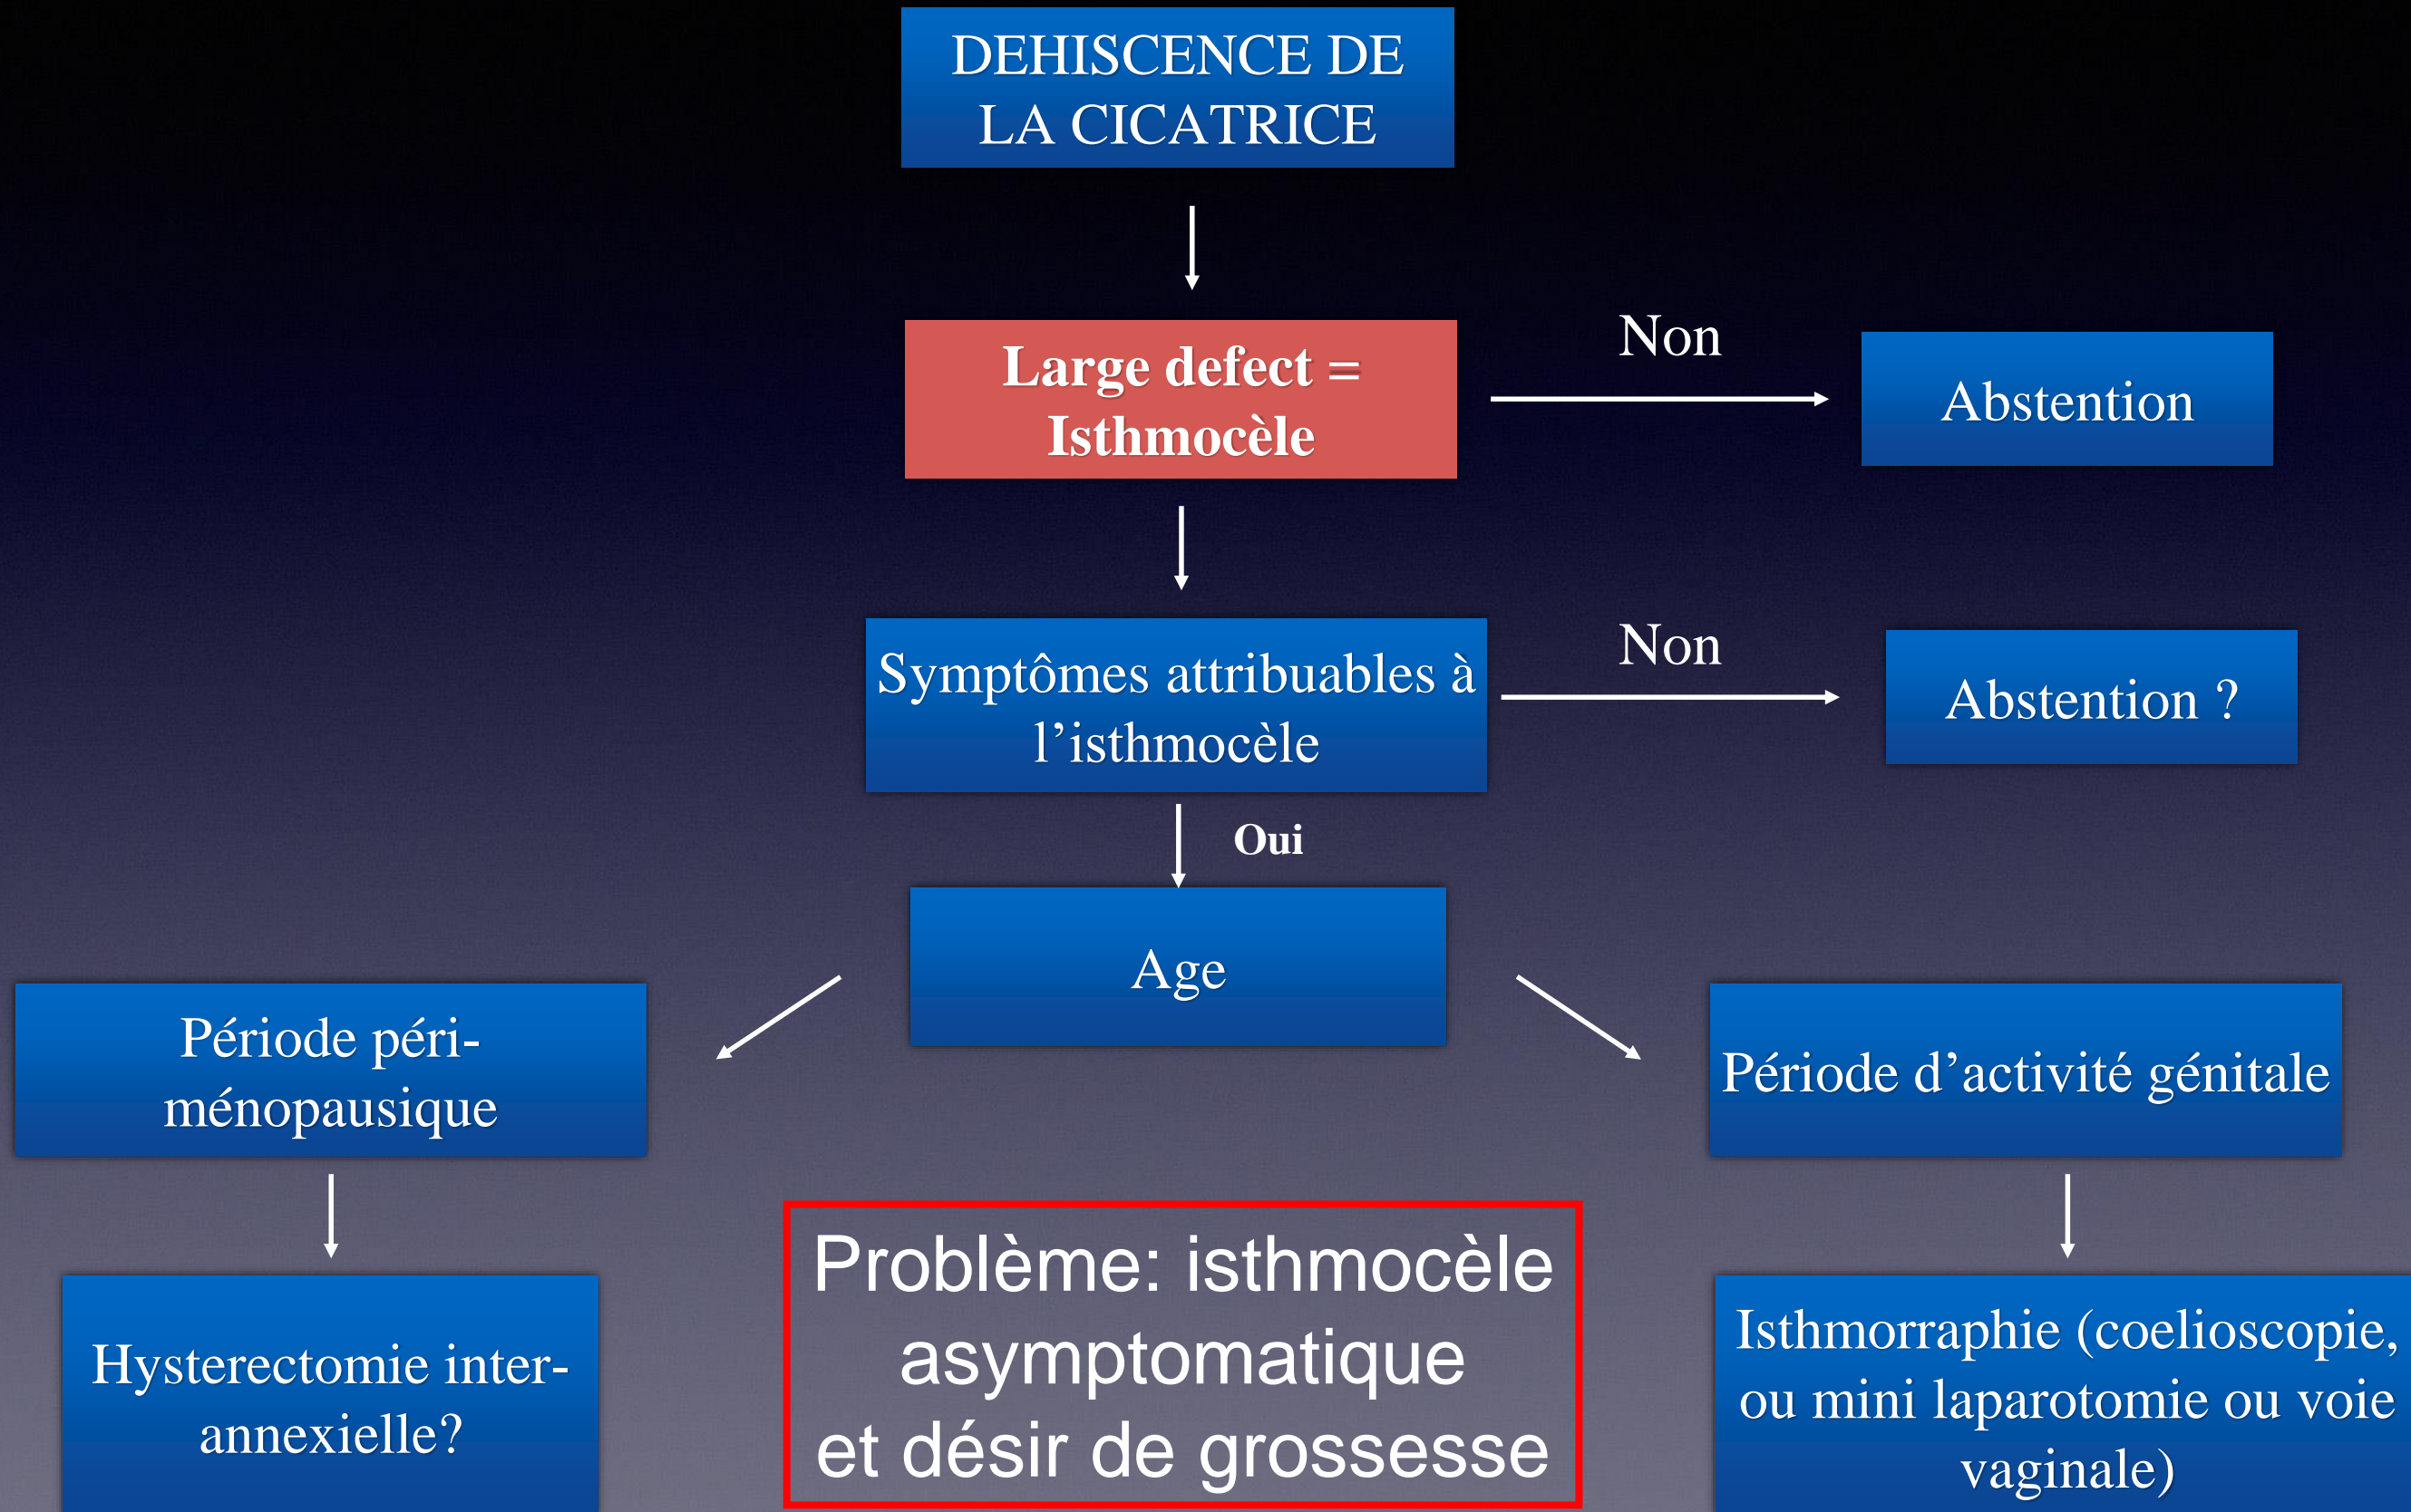 DEHISCENCE DE
LA CICATRICE
Large defect =
Isthmocèle
Non
Abstention
Symptômes attribuables à
l’isthmocèle
Non
Abstention ?
Oui
Age
Période péri-
ménopausique
Période d’activité génitale
Hysterectomie inter-
annexielle?
Problème: isthmocèle
asymptomatique
et désir de grossesse
Isthmorraphie (coelioscopie,
ou mini laparotomie ou voie
vaginale)